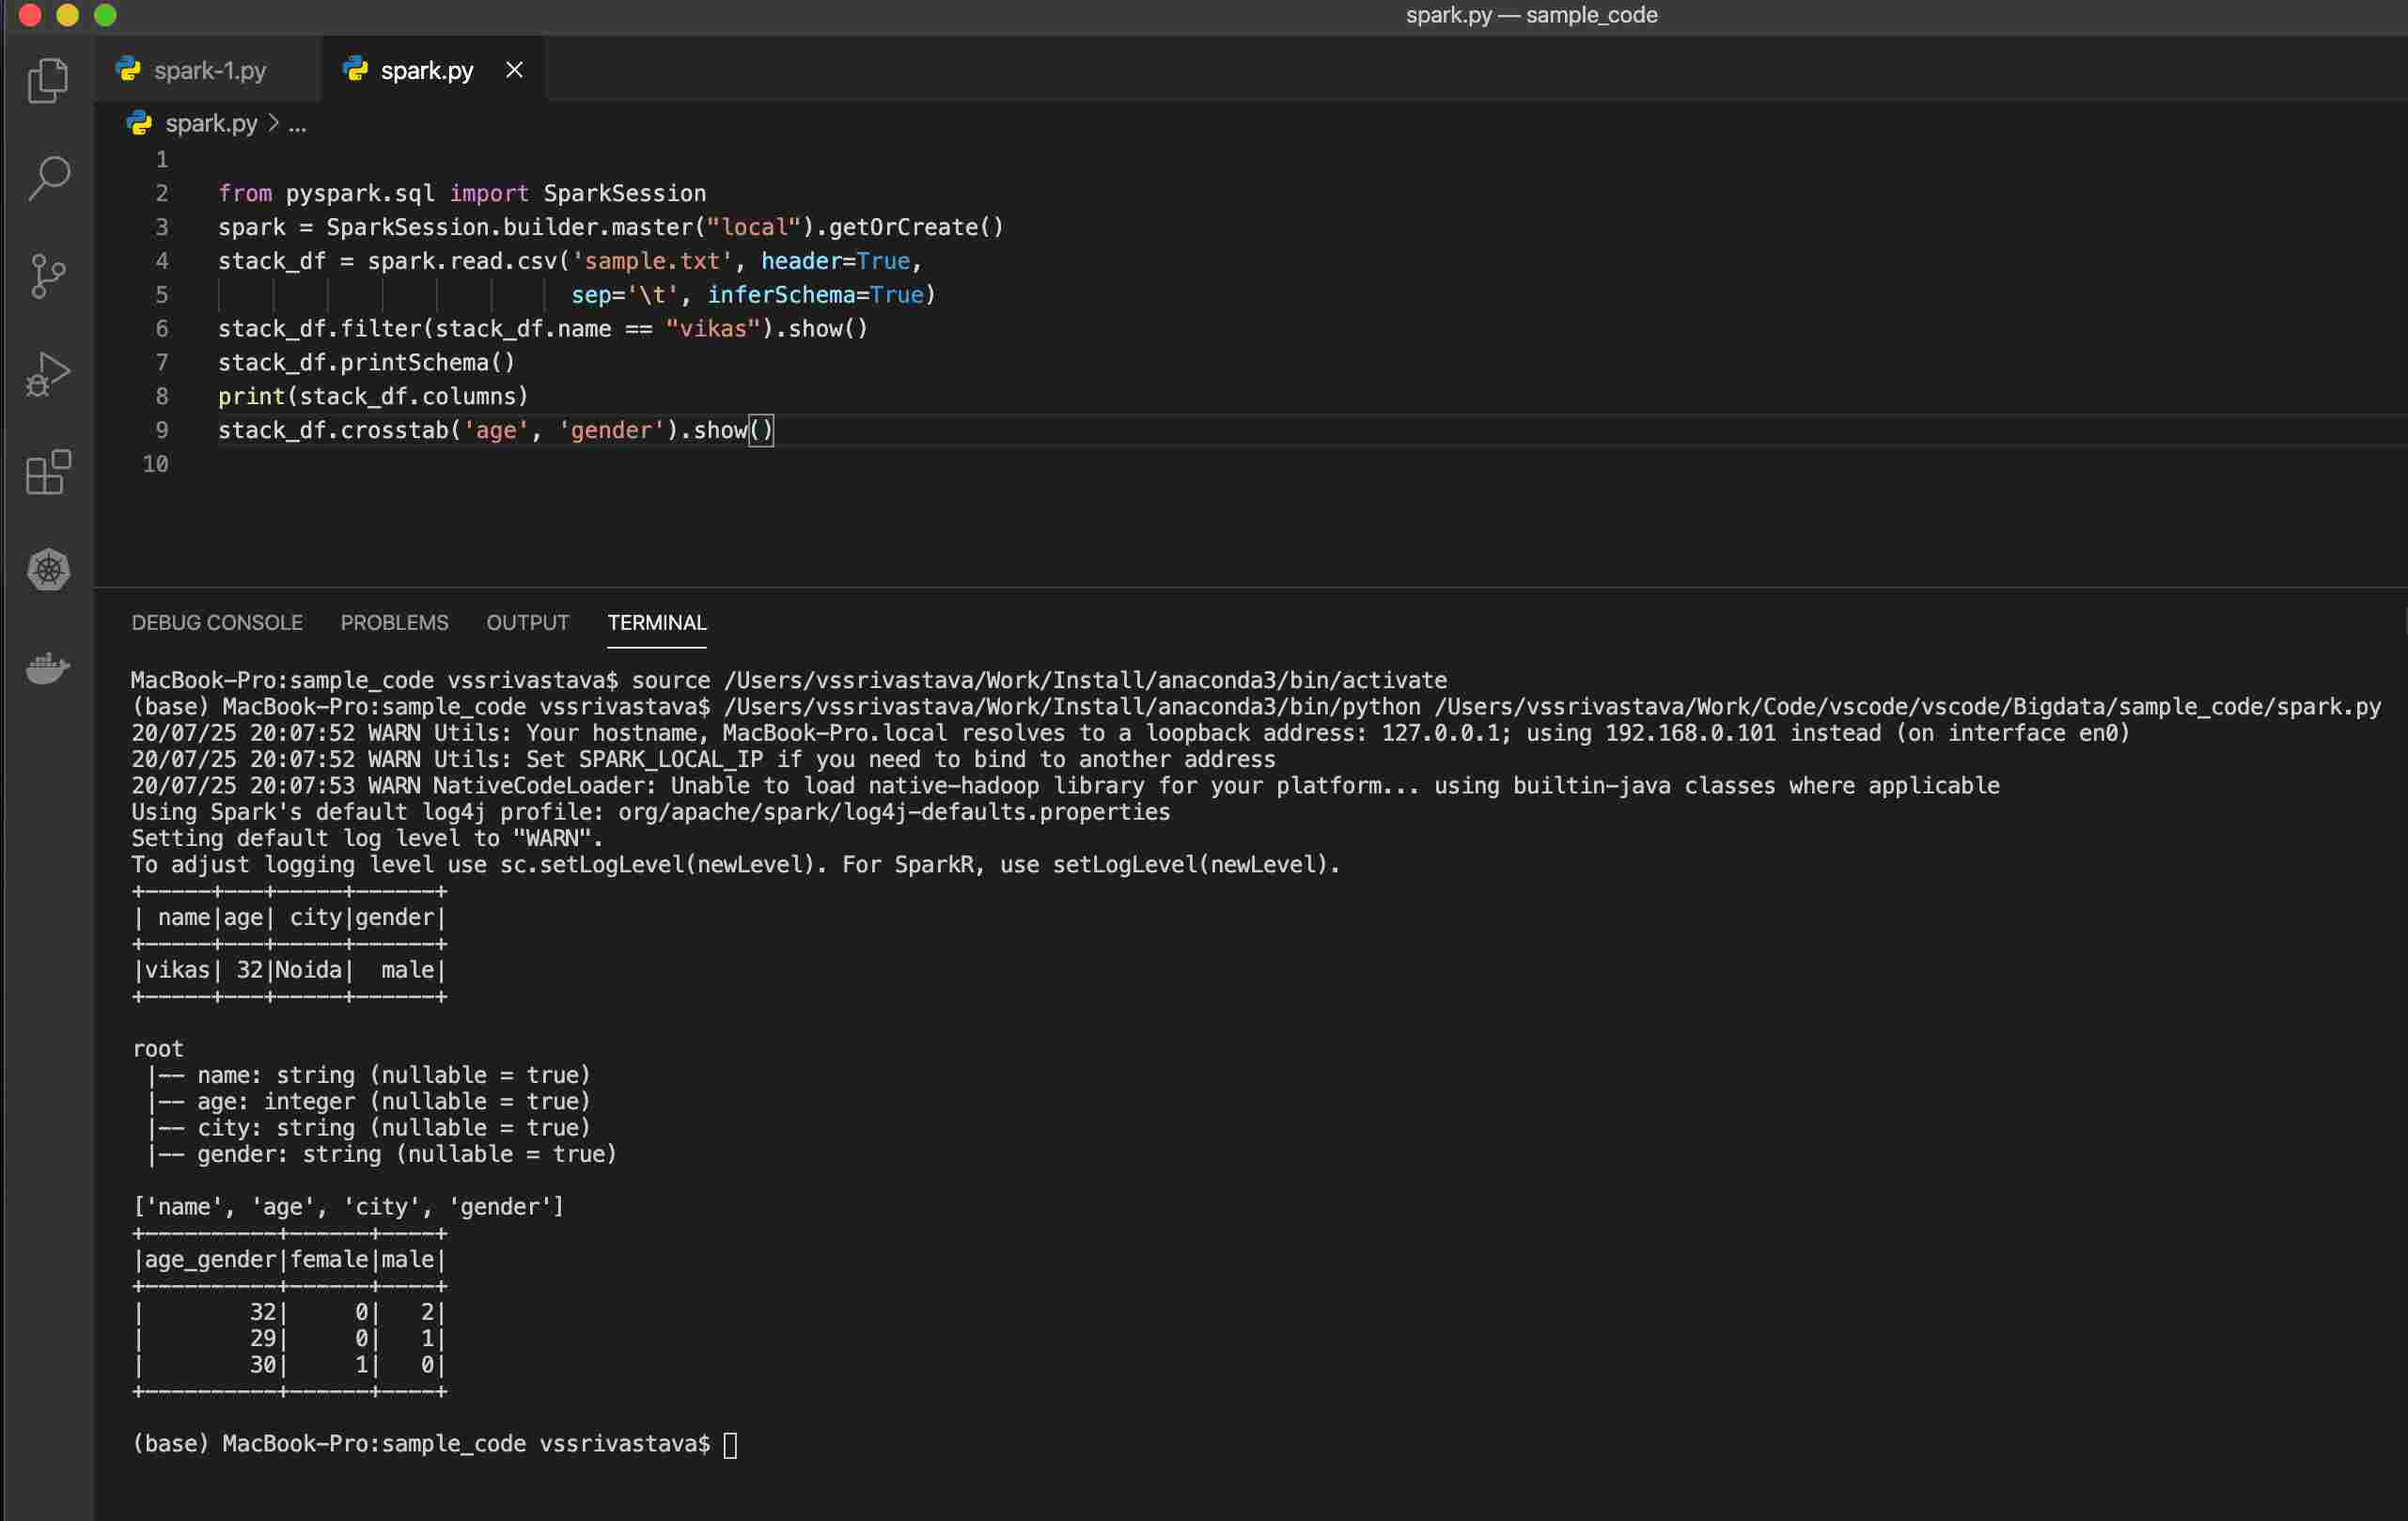 spark.py — sample_code
spark-1.py
spark.py
spark.py > ...
1
2 from pyspark.sql import SparkSession
3 spark = SparkSession.builder.master("local").getOrCreate()
4 stack_df = spark.read.csv('sample.txt', header=True,
5 sep='\t', inferSchema=True)
6 stack_df.filter(stack_df.name == "vikas").show()
7 stack_df.printSchema()
8 print(stack_df.columns)
9 stack_df.crosstab('age', 'gender').show()
10
DEBUG CONSOLE PROBLEMS OUTPUT TERMINAL
MacBook-Pro:sample_code vssrivastava$ source /Users/vssrivastava/Work/Install/anaconda3/bin/activate
(base) MacBook-Pro:sample_code vssrivastava$ /Users/vssrivastava/Work/Install/anaconda3/bin/python /Users/vssrivastava/Work/Code/vscode/vscode/Bigdata/sample_code/spark.py
20/07/25 20:07:52 WARN Utils: Your hostname, MacBook-Pro.local resolves to a loopback address: 127.0.0.1; using 192.168.0.101 instead (on interface en0)
20/07/25 20:07:52 WARN Utils: Set SPARK_LOCAL_IP if you need to bind to another address
20/07/25 20:07:53 WARN NativeCodeLoader: Unable to load native-hadoop library for your platform... using builtin-java classes where applicable
Using Spark's default log4j profile: org/apache/spark/log4j-defaults.properties
Setting default log level to "WARN".
To adjust logging level use sc.setLogLevel(newLevel). For SparkR, use setLogLevel(newLevel).
+-----+---+-----+------+
| name|age| city|gender|
+-----+---+-----+------+
|vikas| 32|Noida|  male|
+-----+---+-----+------+
root
 |-- name: string (nullable = true)
 |-- age: integer (nullable = true)
 |-- city: string (nullable = true)
 |-- gender: string (nullable = true)
['name', 'age', 'city', 'gender']
+----------+------+----+
|age_gender|female|male|
+----------+------+----+
|        32|     0|   2|
|        29|     0|   1|
|        30|     1|   0|
+----------+------+----+
(base) MacBook-Pro:sample_code vssrivastava$